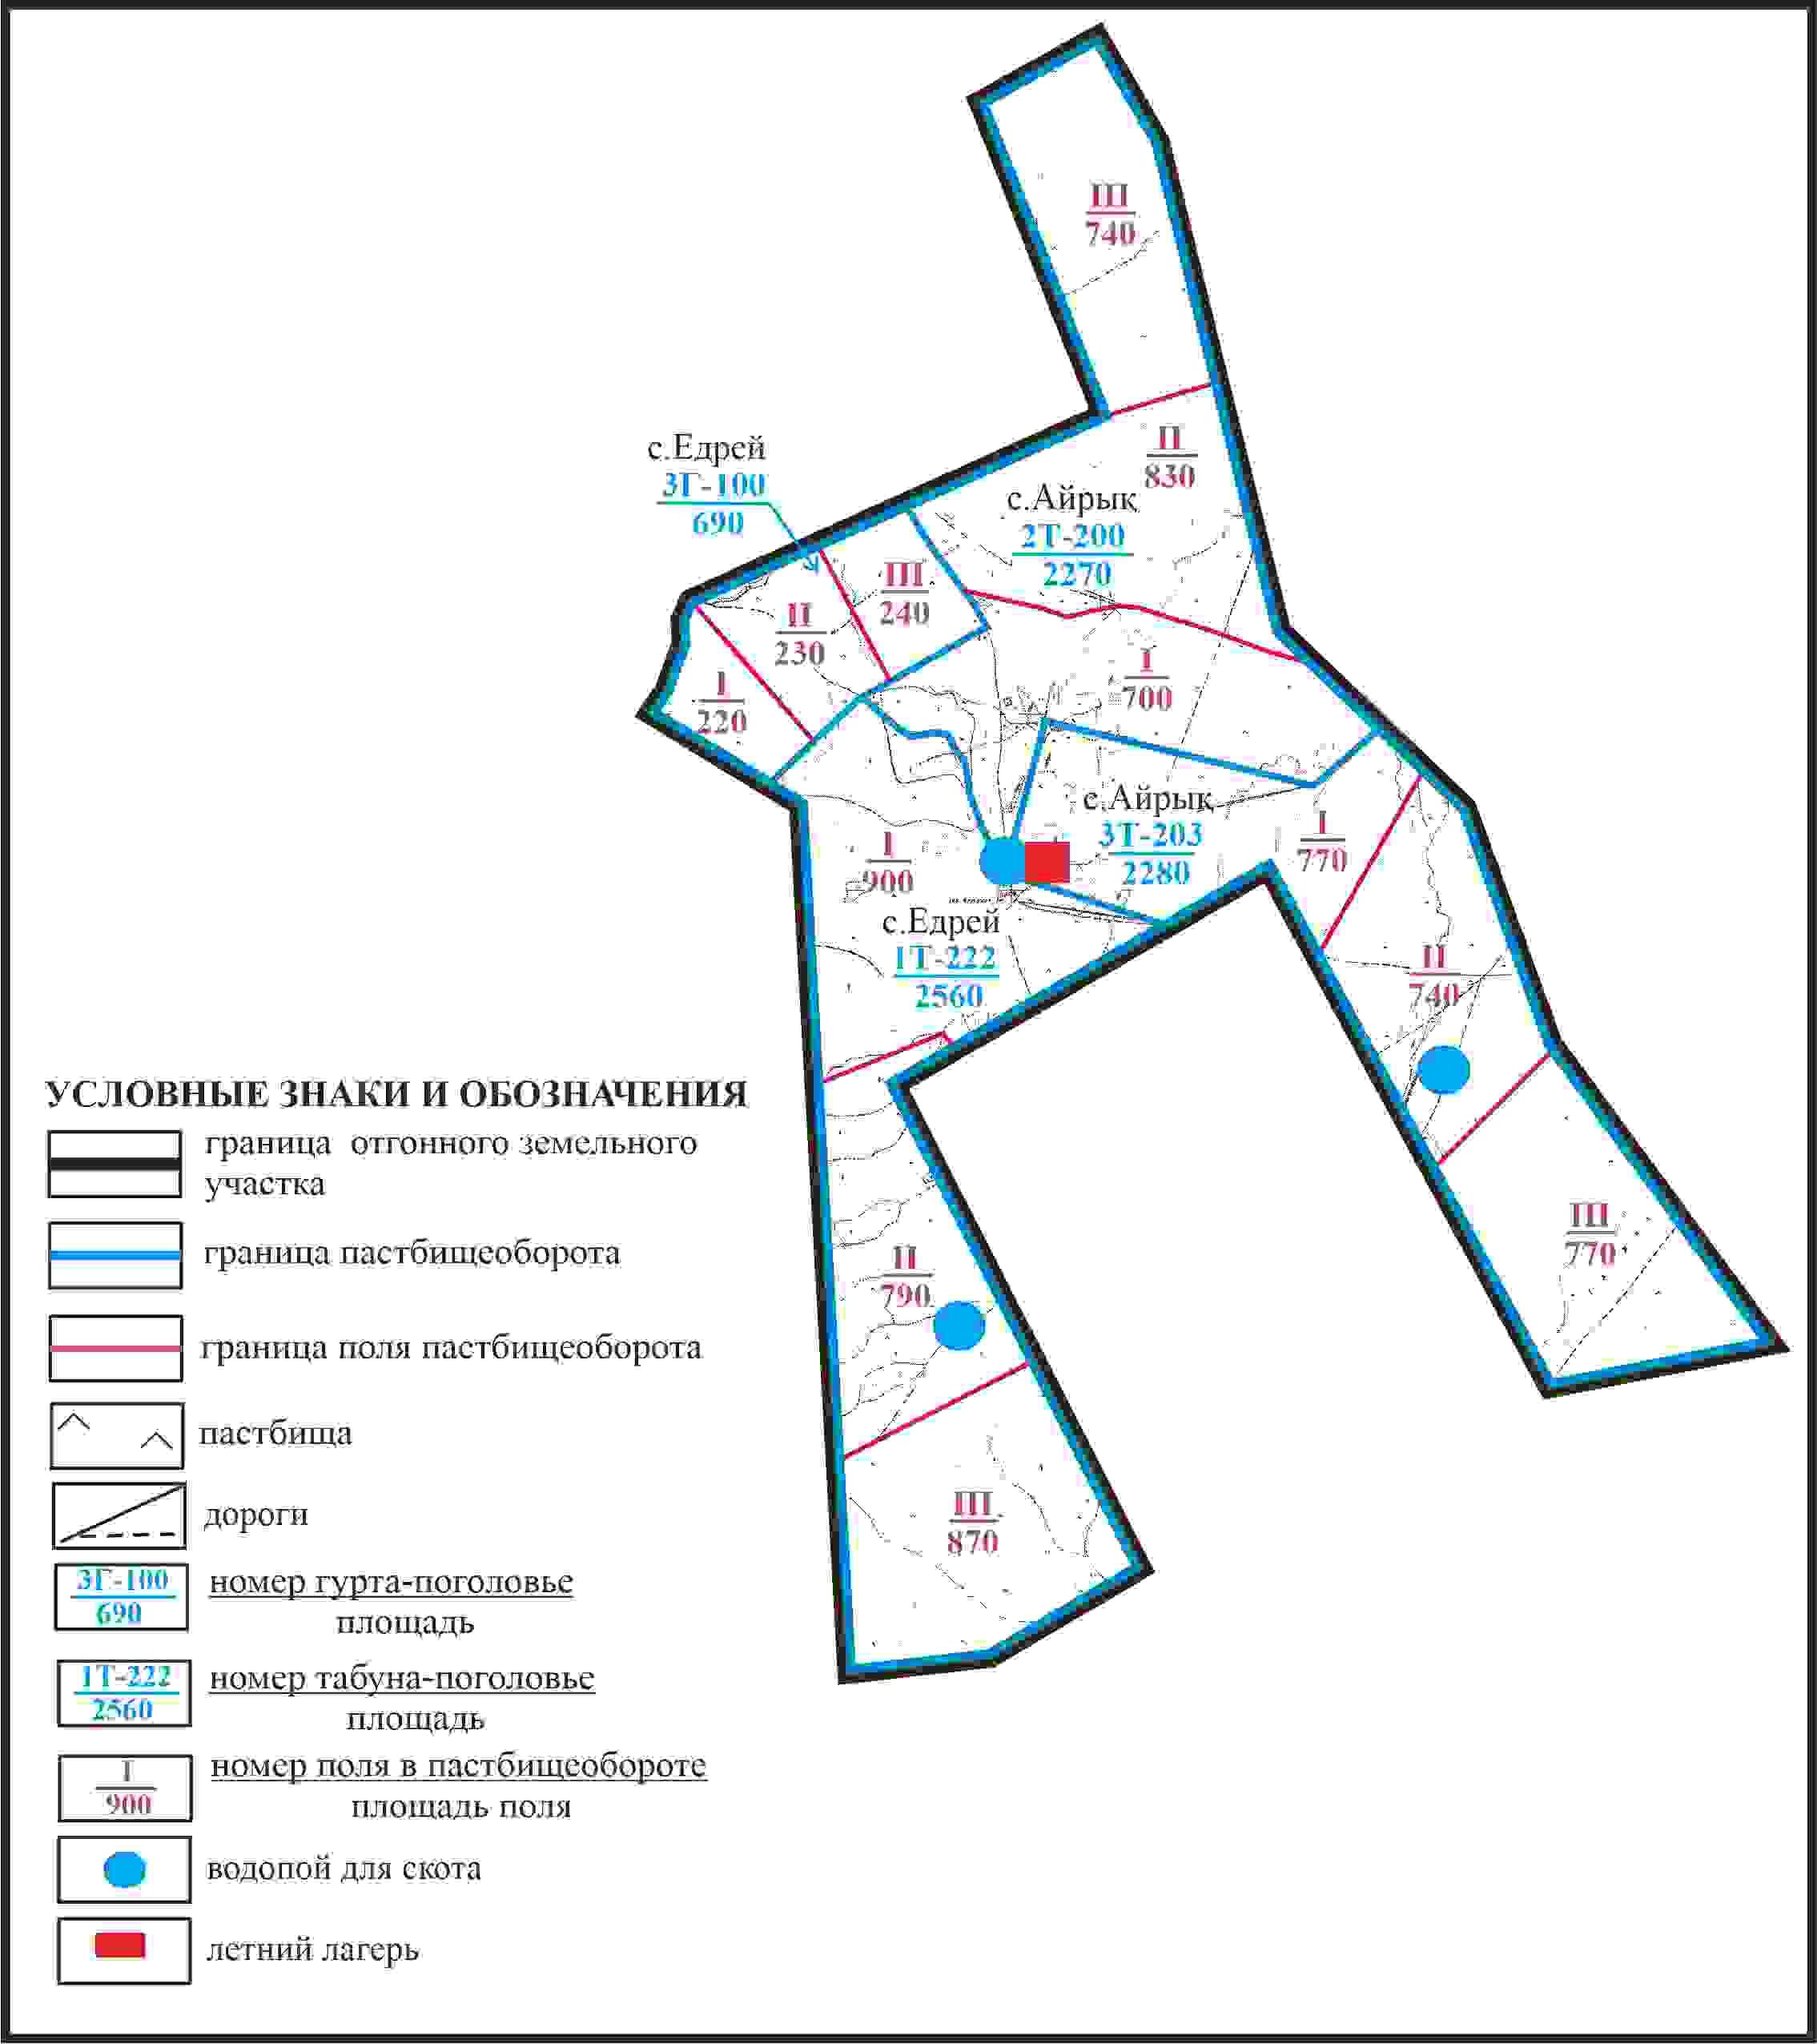 III
740
II
830
с.Едрей
3Г-100
690
с.Айрық
2Т-200
2270
III
240
II
230
I
220
I
700
с.Айрық
3Т-203
2280
I
770
I
900
с.Едрей
1Т-222
2560
II
740
III
770
II
790
III
870
УСЛОВНЫЕ ЗНАКИ И ОБОЗНАЧЕНИЯ
граница отгонного земельного
участка
граница пастбищеоборота
граница поля пастбищеоборота
пастбища
дороги
3Г-100
690
номер гурта-поголовье
площадь
1Т-222
2560
номер табуна-поголовье
площадь
I
900
номер поля в пастбищеобороте
площадь поля
водопой для скота
летний лагерь